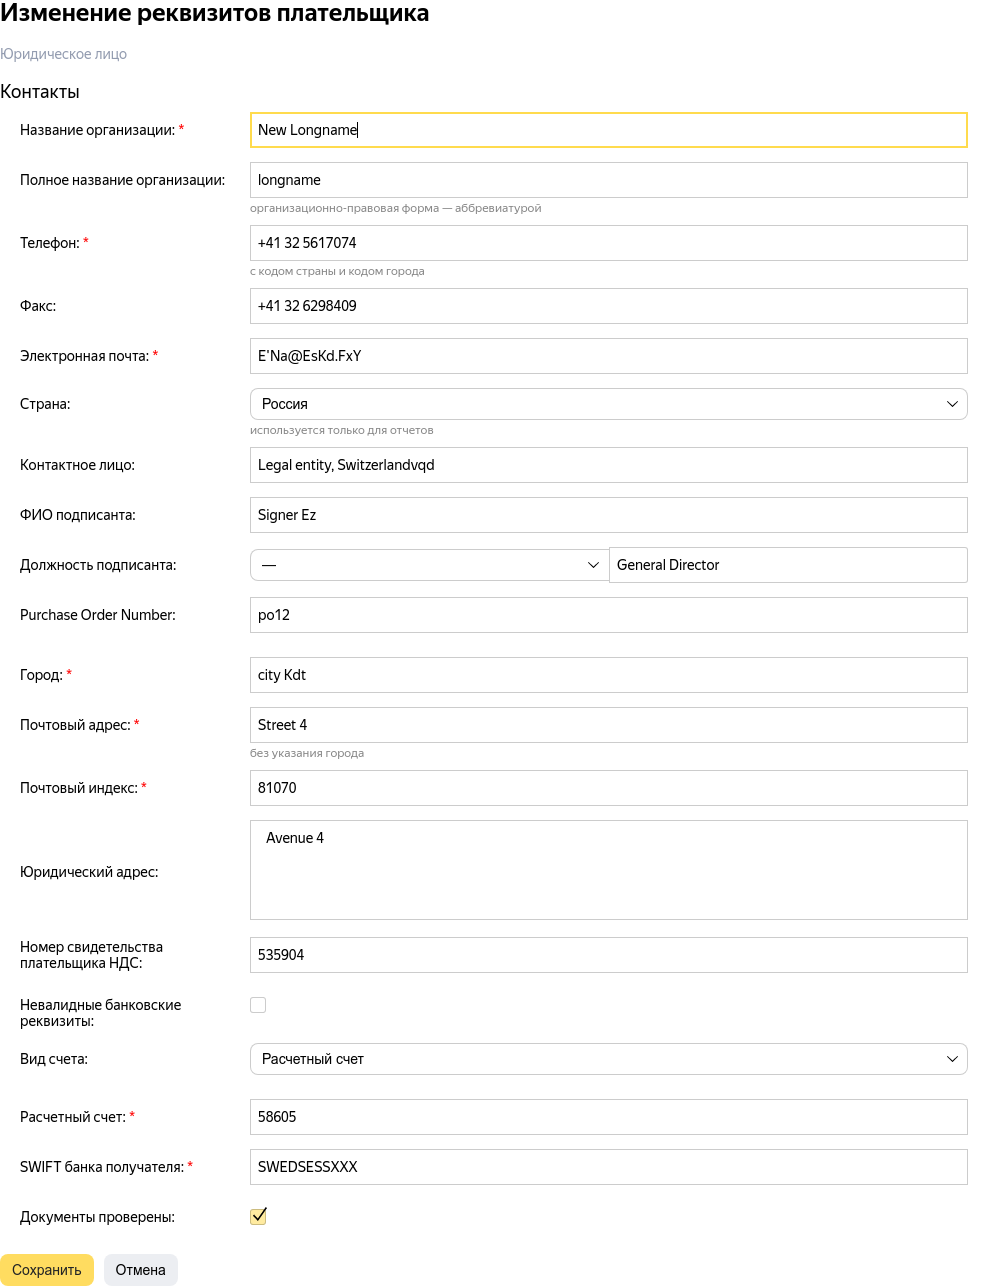 Изменение реквизитов плательщика
Юридическое лицо
Контакты
Название организации: * New Longname
Полное название организации: longname
организационно-правовая форма — аббревиатурой
Телефон: * +41 32 5617074
с кодом страны и кодом города
Факс: +41 32 6298409
Электронная почта: * E'Na@EsKd.FxY
Страна: Россия
используется только для отчетов
Контактное лицо: Legal entity, Switzerlandvqd
ФИО подписанта: Signer Ez
Должность подписанта: — General Director
Purchase Order Number: po12
Город: * city Kdt
Почтовый адрес: * Street 4
без указания города
Почтовый индекс: * 81070
Юридический адрес: Avenue 4
Номер свидетельства
плательщика НДС: 535904
Невалидные банковские
реквизиты:
Вид счета: Расчетный счет
Расчетный счет: * 58605
SWIFT банка получателя: * SWEDSESSXXX
Документы проверены:
Сохранить Отмена